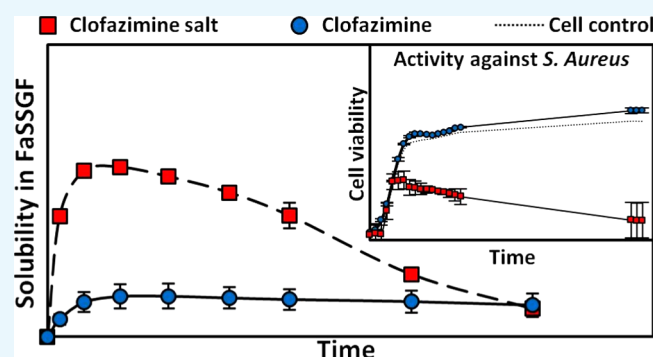 Clofazimine salt Clofazimine Cell control
Activity against S. Aureus
Solubility in FaSSGF
Cell viability
Time
Time